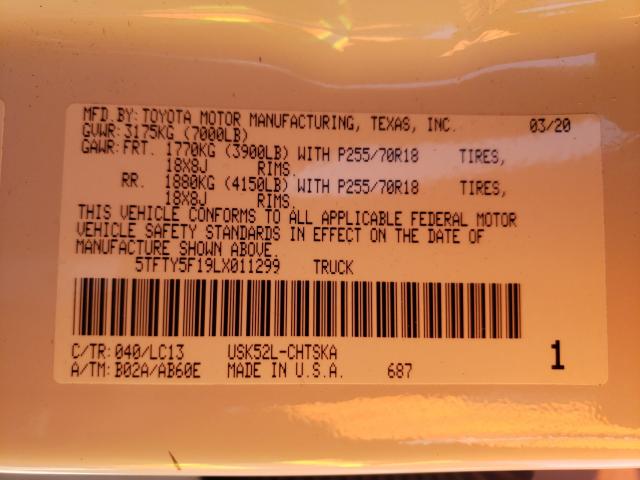 MFD.BY: TOYOTA MOTOR MANUFACTURING, TEXAS, INC. 03/20
GVWR: 3175KG (7000LB)
GAWR: FRT. 1770KG (3900LB) WITH P255/70R18 TIRES,
18X8J RIMS.
RR. 1880KG (4150LB) WITH P255/70R18 TIRES,
18X8J RIMS.
THIS VEHICLE CONFORMS TO ALL APPLICABLE FEDERAL MOTOR
VEHICLE SAFETY STANDARDS IN EFFECT ON THE DATE OF
MANUFACTURE SHOWN ABOVE.
5TFTY5F19LX011299 TRUCK
C/TR: 040/LC13 USK52L-CHTSKA 1
A/TM: B02A/AB60E MADE IN U.S.A. 687